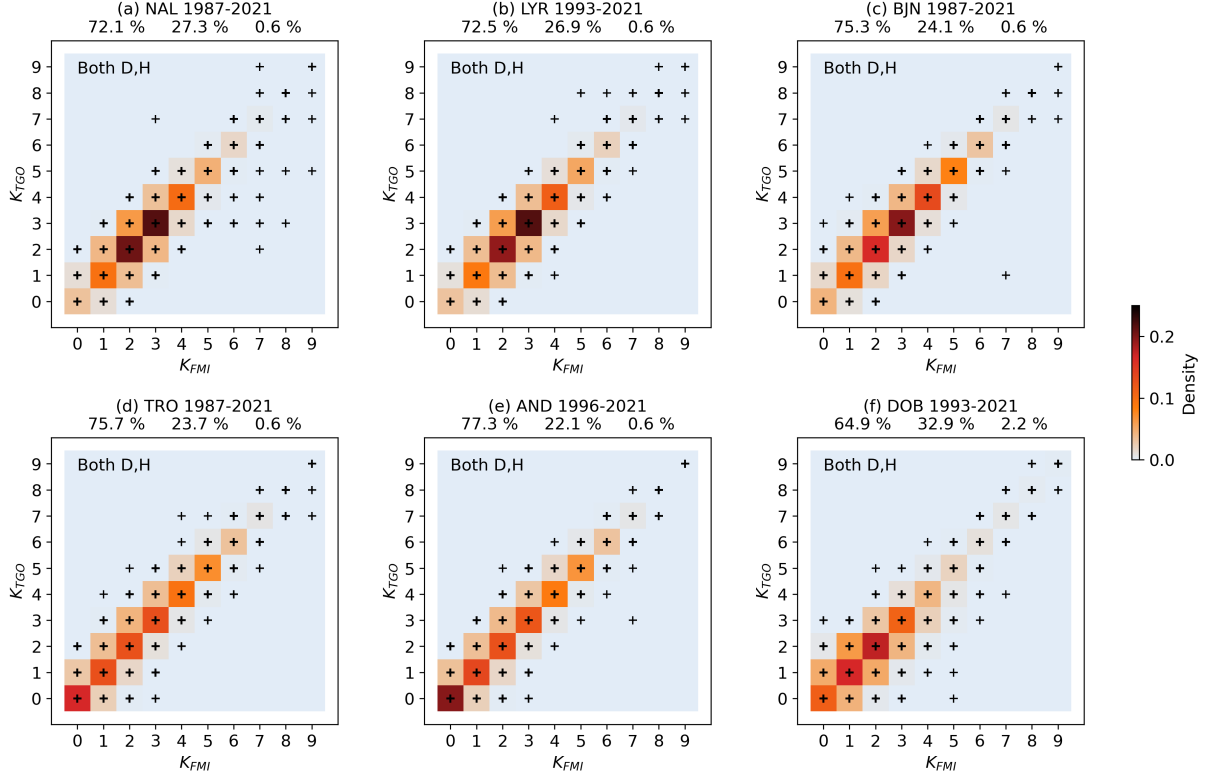 (a) NAL 1987-2021
72.1 % 27.3 % 0.6 %
(b) LYR 1993-2021
72.5 % 26.9 % 0.6 %
(c) BJN 1987-2021
75.3 % 24.1 % 0.6 %
Both D,H
Both D,H
Both D,H
9
8
7
6
5
4
3
2
1
0
K_TGO
0 1 2 3 4 5 6 7 8 9
K_FMI
9
8
7
6
5
4
3
2
1
0
K_TGO
0 1 2 3 4 5 6 7 8 9
K_FMI
9
8
7
6
5
4
3
2
1
0
K_TGO
0 1 2 3 4 5 6 7 8 9
K_FMI
0.2
0.1
0.0
Density
(d) TRO 1987-2021
75.7 % 23.7 % 0.6 %
(e) AND 1996-2021
77.3 % 22.1 % 0.6 %
(f) DOB 1993-2021
64.9 % 32.9 % 2.2 %
Both D,H
Both D,H
Both D,H
9
8
7
6
5
4
3
2
1
0
K_TGO
0 1 2 3 4 5 6 7 8 9
K_FMI
9
8
7
6
5
4
3
2
1
0
K_TGO
0 1 2 3 4 5 6 7 8 9
K_FMI
9
8
7
6
5
4
3
2
1
0
K_TGO
0 1 2 3 4 5 6 7 8 9
K_FMI